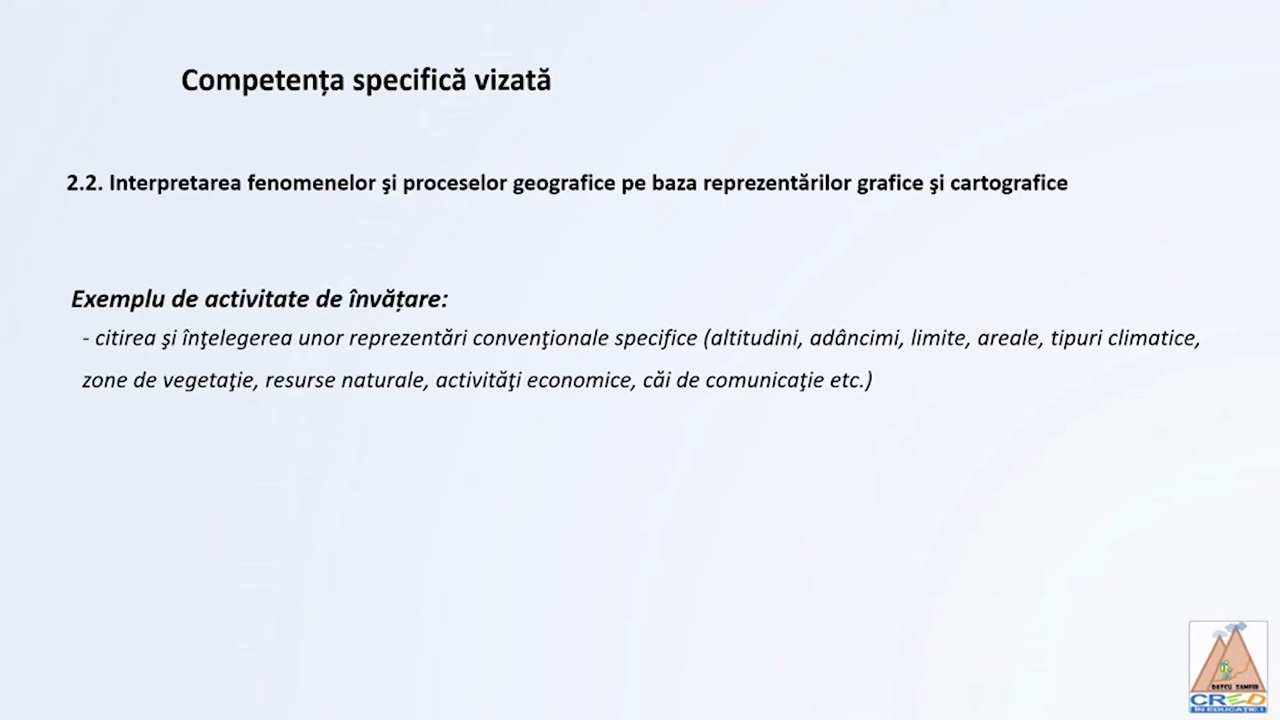 Competența specifică vizată
2.2. Interpretarea fenomenelor şi proceselor geografice pe baza reprezentărilor grafice şi cartografice
Exemplu de activitate de învățare:
- citirea şi înţelegerea unor reprezentări convenţionale specifice (altitudini, adâncimi, limite, areale, tipuri climatice,
zone de vegetaţie, resurse naturale, activităţi economice, căi de comunicaţie etc.)
CRED
ÎN EDUCAȚIE !